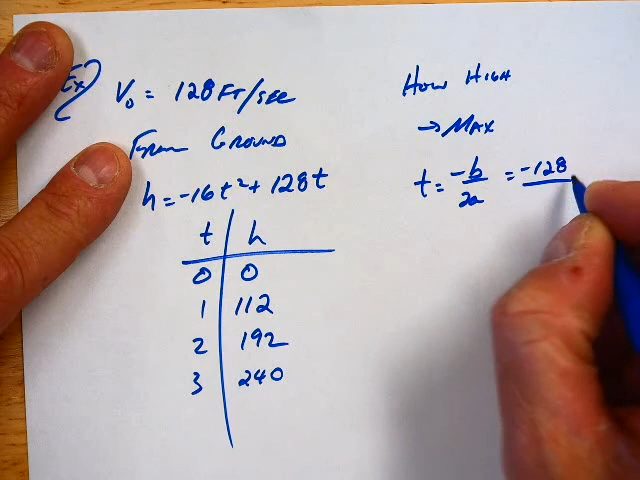 Ex)
V₀ = 128 FT/SEC
From GROUND
h = -16t² + 128t
t | h
0 | 0
1 | 112
2 | 192
3 | 240
How HIGH
→ MAX
t = -b/2a = -128